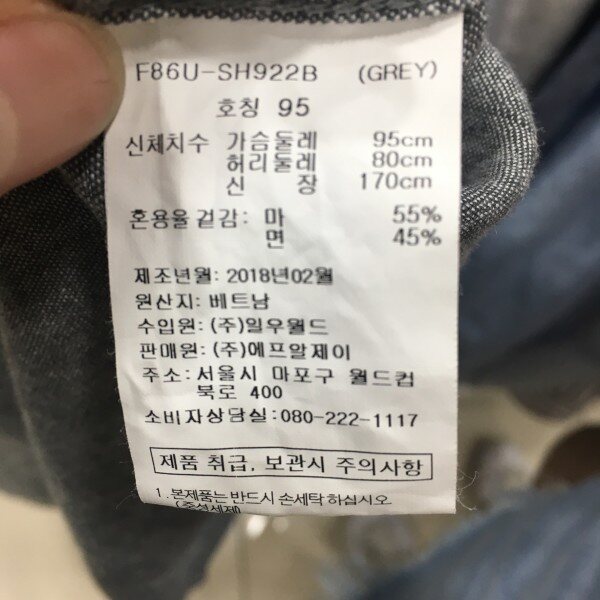 F86U-SH922B (GREY)
호칭 95
신체치수 가슴둘레 95cm
허리둘레 80cm
신 장 170cm
혼용율 겉감: 마 55%
면 45%
제조년월: 2018년02월
원산지: 베트남
수입원: (주)일우월드
판매원: (주)에프알제이
주소: 서울시 마포구 월드컵
북로 400
소비자상담실: 080-222-1117
제품 취급, 보관시 주의사항
1. 본제품는 반드시 손세탁 하십시오
(중성세제)